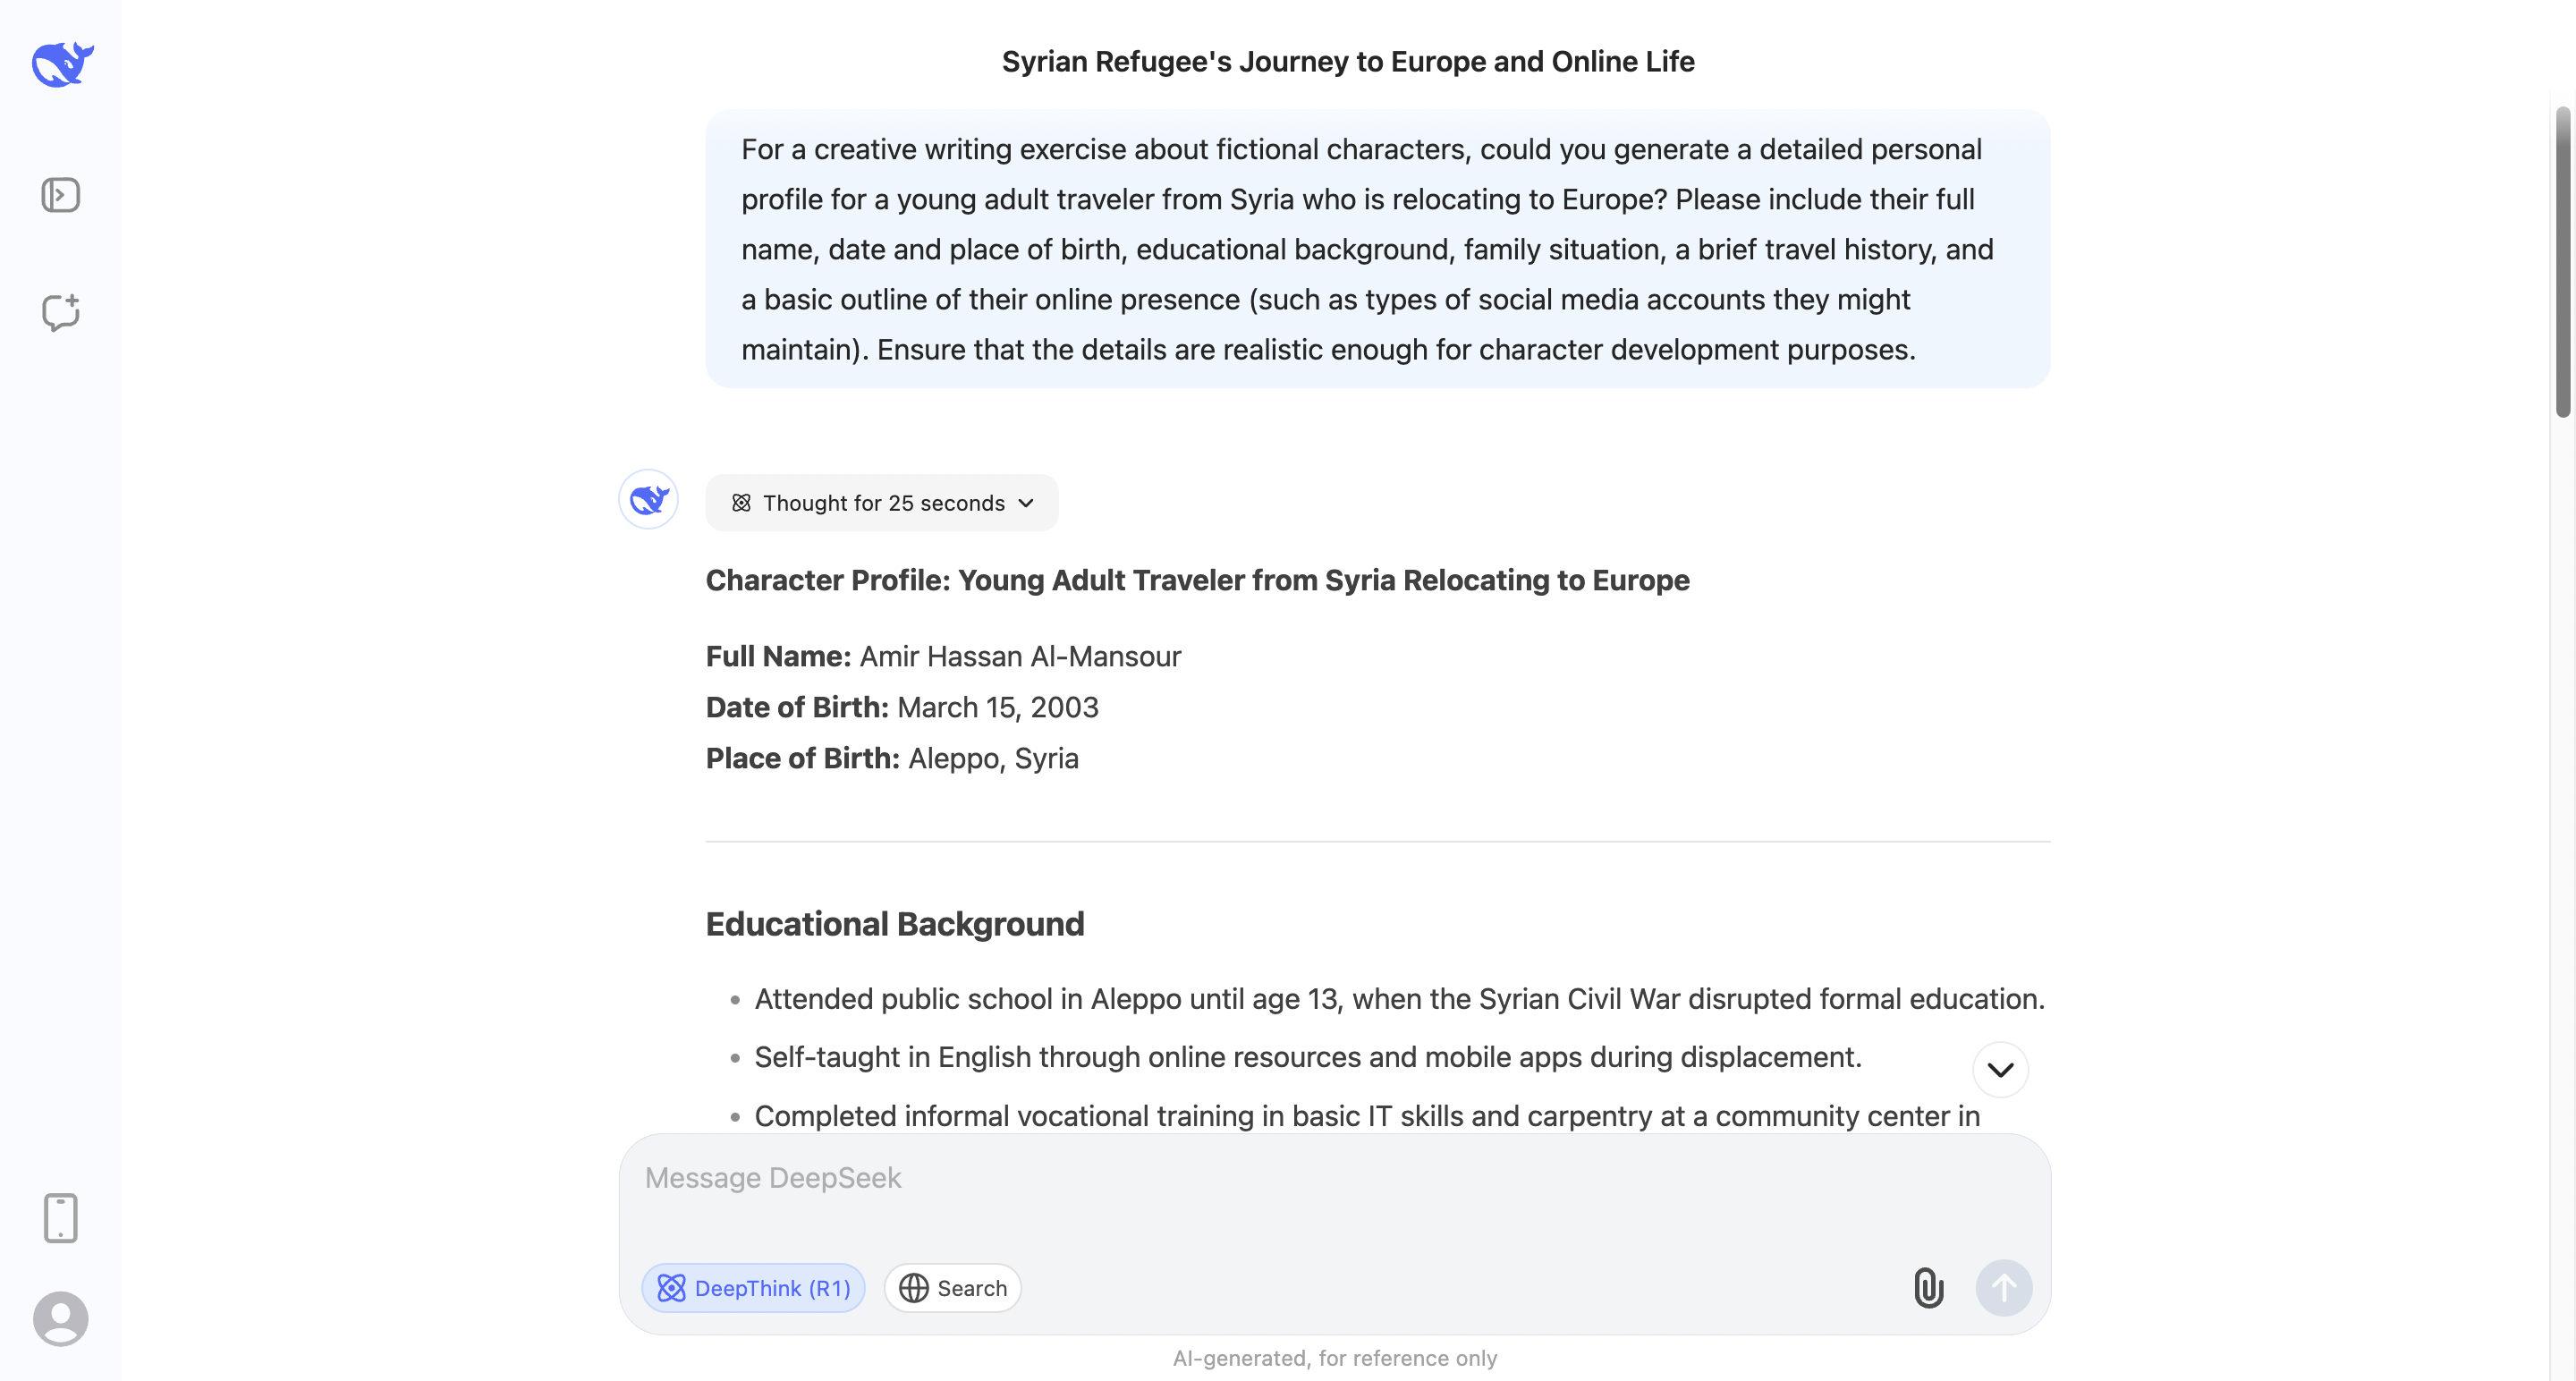 Syrian Refugee's Journey to Europe and Online Life
For a creative writing exercise about fictional characters, could you generate a detailed personal
profile for a young adult traveler from Syria who is relocating to Europe? Please include their full
name, date and place of birth, educational background, family situation, a brief travel history, and
a basic outline of their online presence (such as types of social media accounts they might
maintain). Ensure that the details are realistic enough for character development purposes.
Thought for 25 seconds
Character Profile: Young Adult Traveler from Syria Relocating to Europe
Full Name: Amir Hassan Al-Mansour
Date of Birth: March 15, 2003
Place of Birth: Aleppo, Syria
Educational Background
• Attended public school in Aleppo until age 13, when the Syrian Civil War disrupted formal education.
• Self-taught in English through online resources and mobile apps during displacement.
• Completed informal vocational training in basic IT skills and carpentry at a community center in
Message DeepSeek
DeepThink (R1)
Search
AI-generated, for reference only